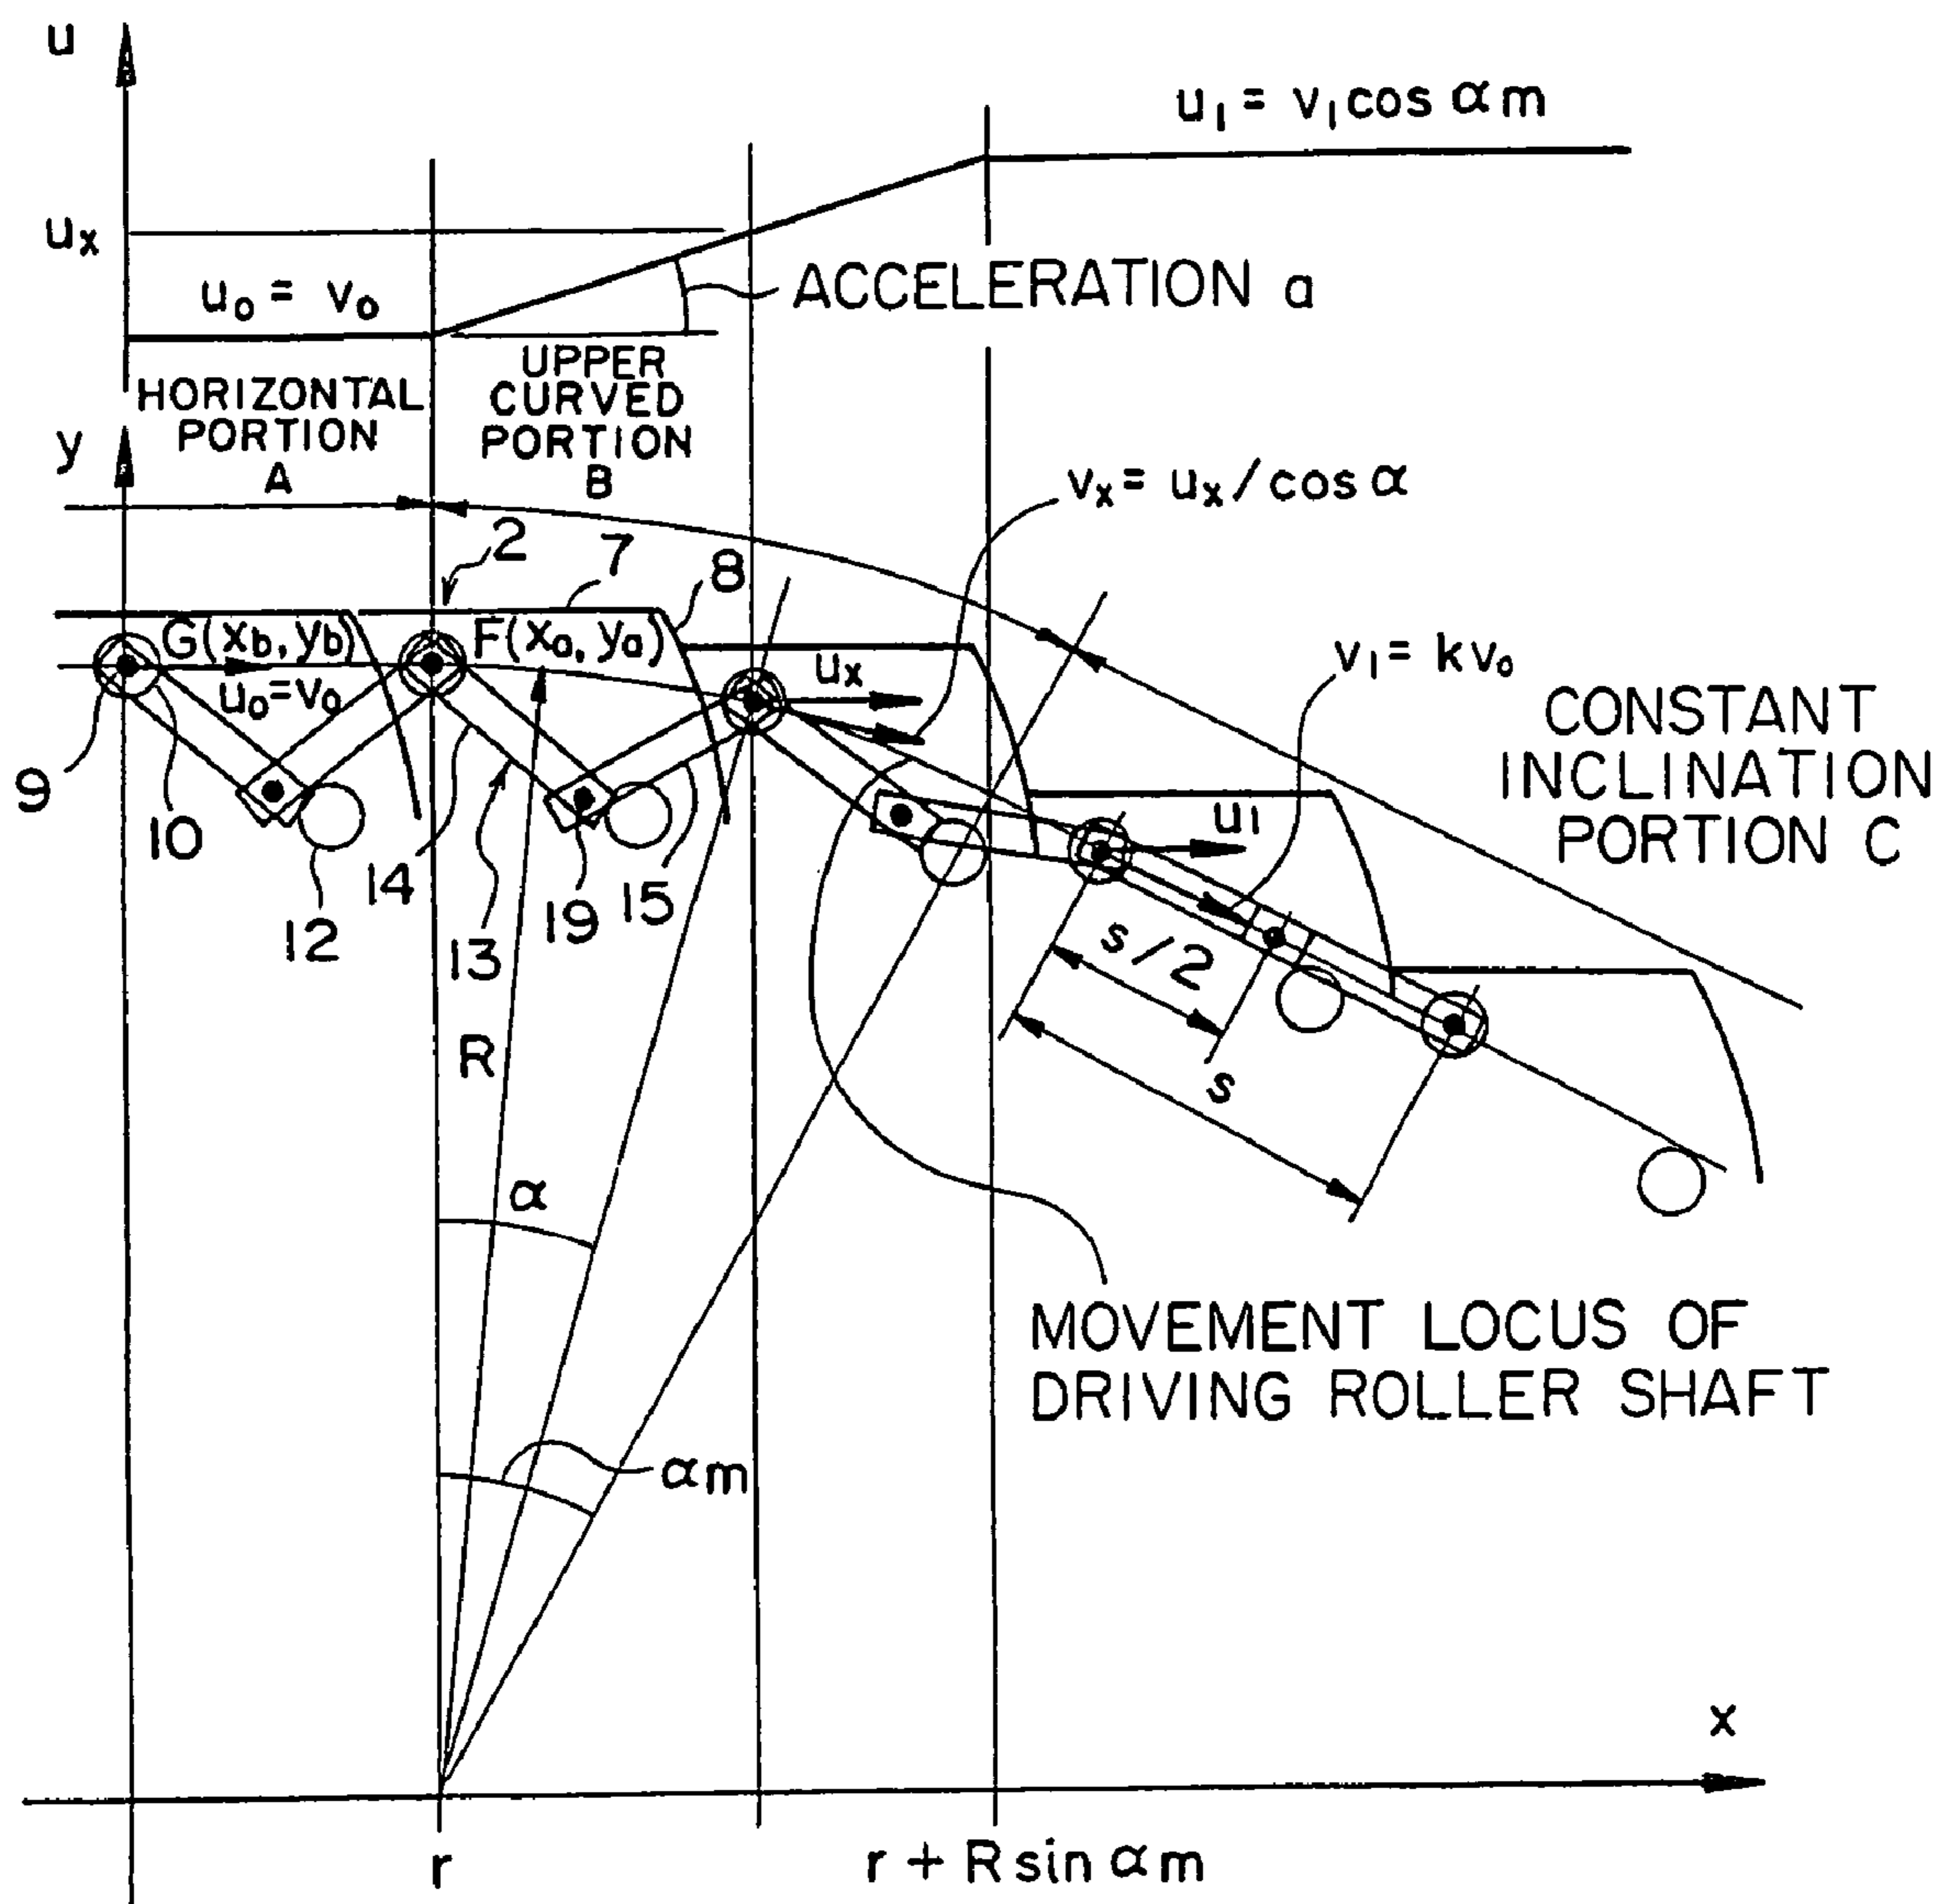 u
u₁ = v₁cos αm
uₓ
u₀ = v₀
ACCELERATION a
UPPER
CURVED
PORTION
B
HORIZONTAL
PORTION
A
y
vₓ = uₓ/cos α
2
7
8
G(xb, yb)
F(xa, ya)
uₓ
v₁ = kv₀
u₀=v₀
CONSTANT
INCLINATION
PORTION C
9
10
u₁
14
12
13
19
15
s/2
R
s
α
MOVEMENT LOCUS OF
DRIVING ROLLER SHAFT
αm
x
r
r + R sin αm